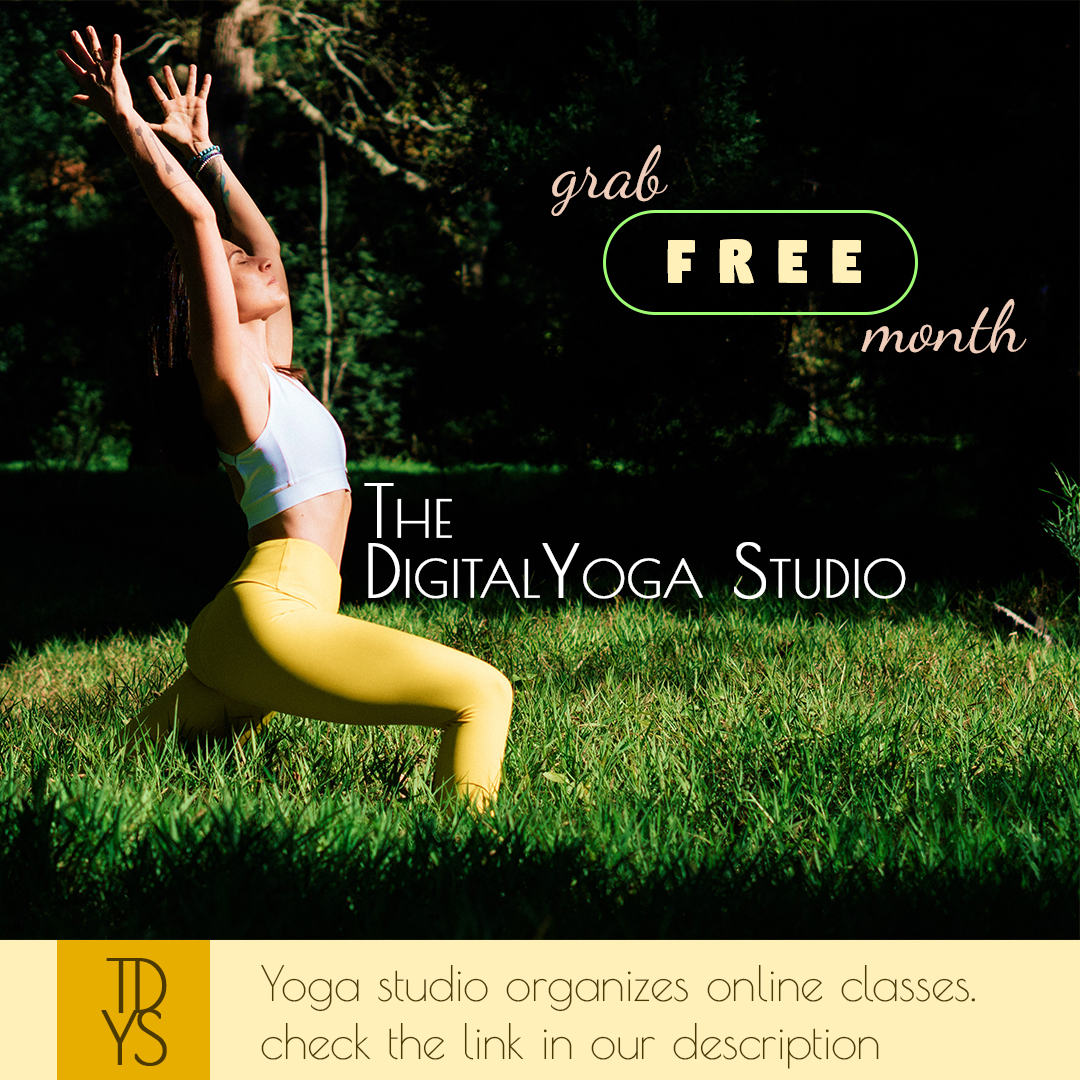 grab
FREE
month
THE
DIGITALYOGA STUDIO
TD
YS
Yoga studio organizes online classes.
check the link in our description